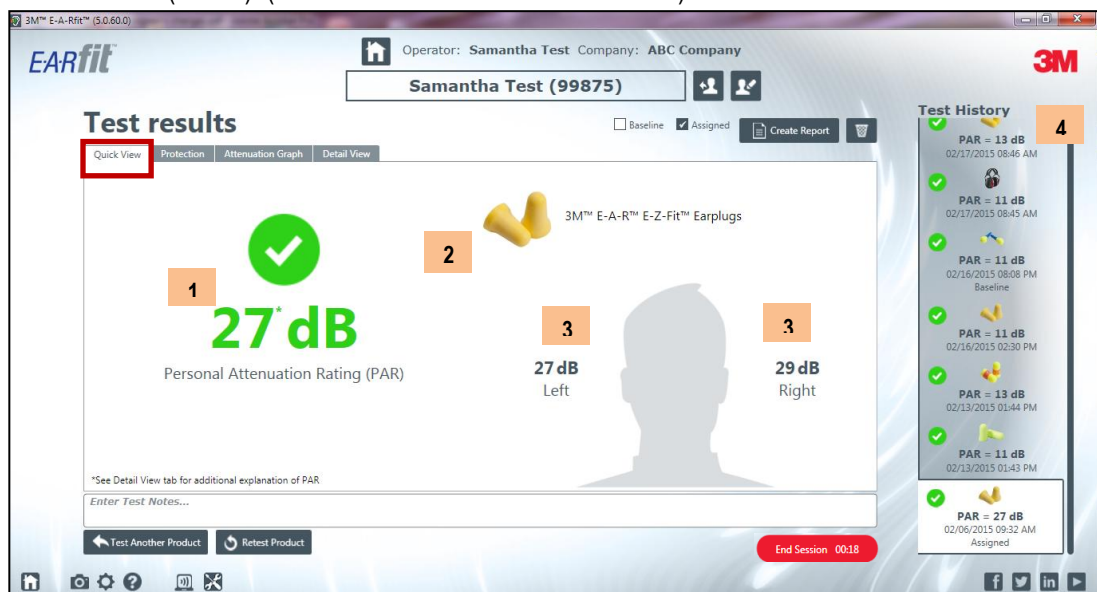 3M™ E-A-Rfit™ (5.0.60.0)
EARfit™
Operator: Samantha Test Company: ABC Company
3M
Samantha Test (99875)
Test results
Baseline
Assigned
Create Report
Test History
4
Quick View
Protection
Attenuation Graph
Detail View
PAR = 13 dB
02/17/2015 08:46 AM
PAR = 11 dB
02/17/2015 08:45 AM
PAR = 11 dB
02/16/2015 08:08 PM
Baseline
PAR = 11 dB
02/16/2015 02:30 PM
PAR = 13 dB
02/13/2015 01:44 PM
PAR = 11 dB
02/13/2015 01:43 PM
PAR = 27 dB
02/06/2015 09:32 AM
Assigned
3M™ E-A-R™ E-Z-Fit™ Earplugs
2
1
27* dB
Personal Attenuation Rating (PAR)
3
27 dB
Left
3
29 dB
Right
*See Detail View tab for additional explanation of PAR
Enter Test Notes...
Test Another Product
Retest Product
End Session 00:18